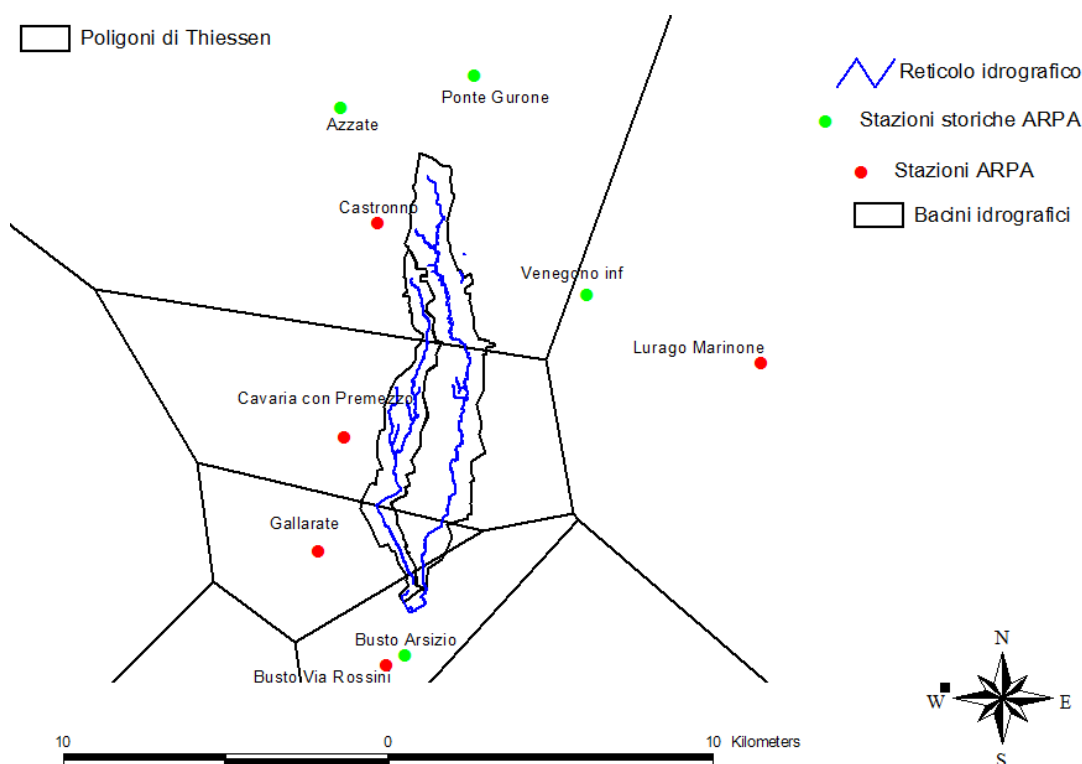 Poligoni di Thiessen
Reticolo idrografico
Ponte Gurone
Azzate
Stazioni storiche ARPA
Stazioni ARPA
Castronno
Bacini idrografici
Venegono inf
Lurago Marinone
Cavaria con Premezzo
Gallarate
Busto Arsizio
Busto Via Rossini
N
W
E
S
10
0
10 Kilometers